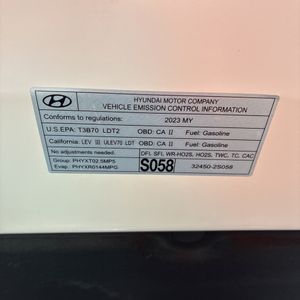 HYUNDAI MOTOR COMPANY
VEHICLE EMISSION CONTROL INFORMATION
Conforms to regulations: 2023 MY
U.S.EPA: T3B70 LDT2 OBD: CA II Fuel: Gasoline
California: LEV III ULEV70 LDT OBD: CA II Fuel: Gasoline
No adjustments needed. DFI, SFI, WR-HO2S, HO2S, TWC, TC, CAC
Group: PHYXT02.5MP5 S058 32450-2S058
Evap: PHYXR0144MPG